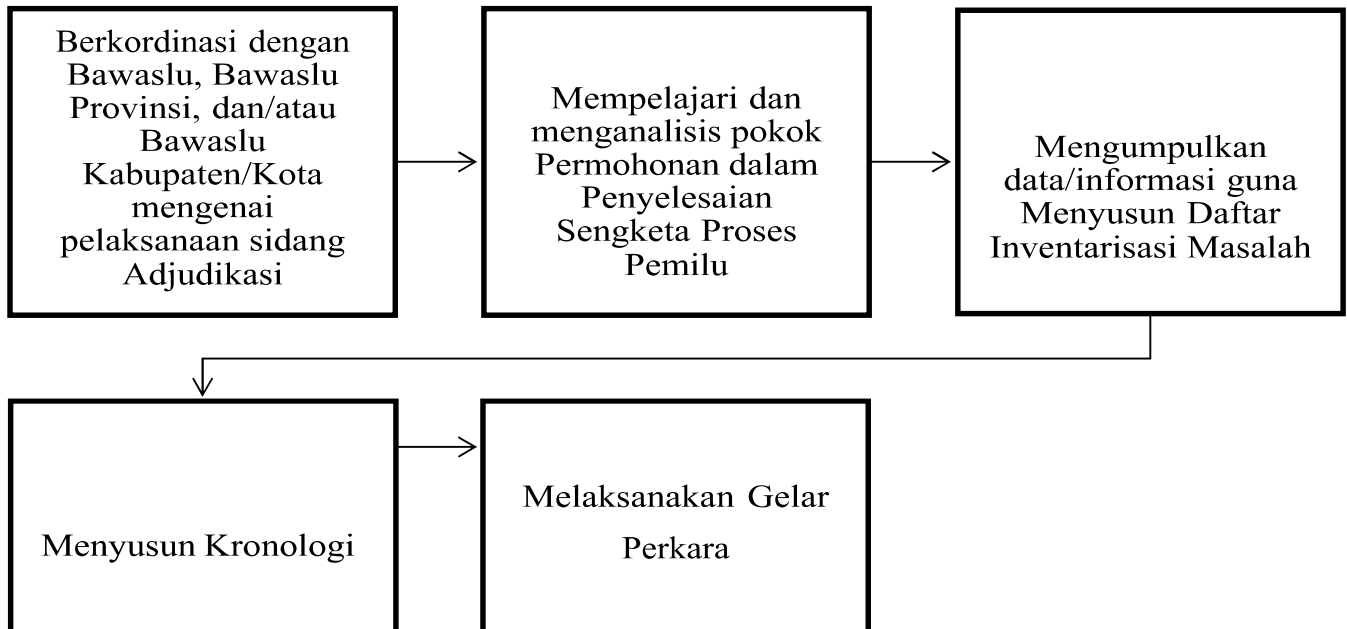 Berkordinasi dengan
Bawaslu, Bawaslu
Provinsi, dan/atau
Bawaslu
Kabupaten/Kota
mengenai
pelaksanaan sidang
Adjudikasi
Mempelajari dan
menganalisis pokok
Permohonan dalam
Penyelesaian
Sengketa Proses
Pemilu
Mengumpulkan
data/informasi guna
Menyusun Daftar
Inventarisasi Masalah
Menyusun Kronologi
Melaksanakan Gelar
Perkara